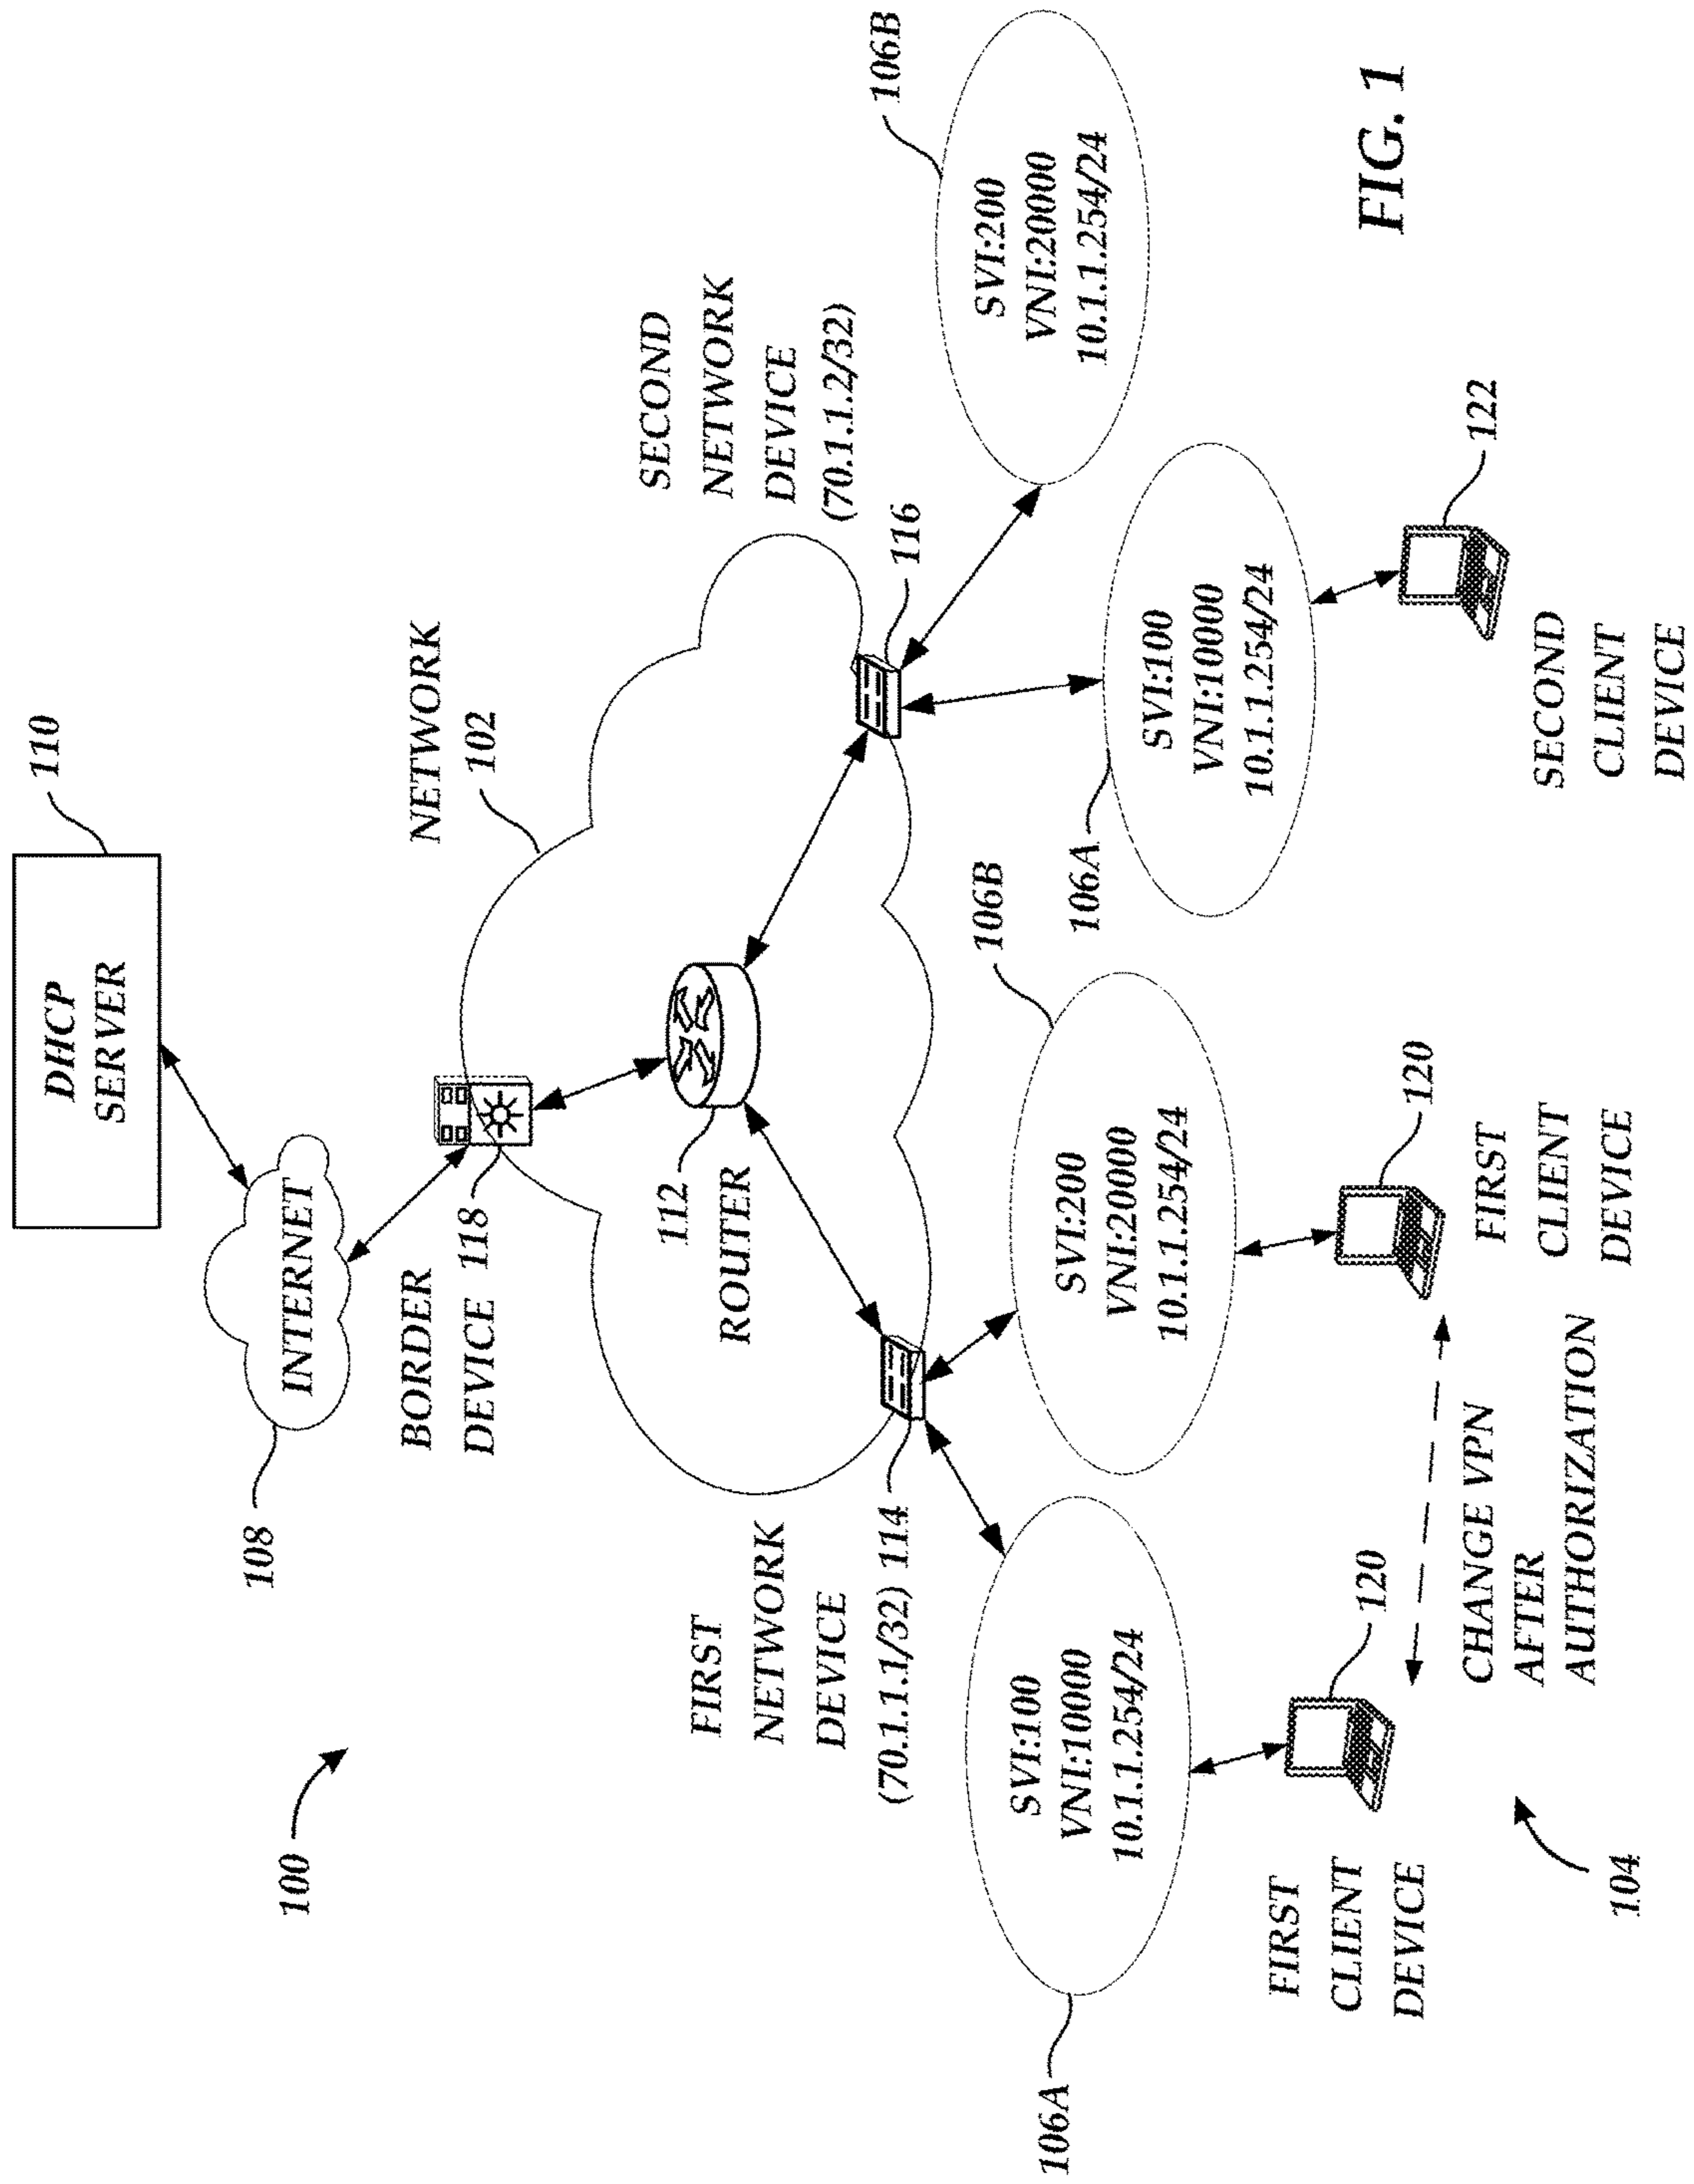 110
DHCP
SERVER
108
INTERNET
100
NETWORK
102
BORDER
DEVICE 118
112
ROUTER
SECOND
NETWORK
DEVICE
(70.1.1.2/32)
116
FIRST
NETWORK
DEVICE
(70.1.1.1/32) 114
106A
SVI:100
VNI:10000
10.1.1.254/24
106B
SVI:200
VNI:20000
10.1.1.254/24
106A
SVI:100
VNI:10000
10.1.1.254/24
106B
SVI:200
VNI:20000
10.1.1.254/24
120
FIRST
CLIENT
DEVICE
120
FIRST
CLIENT
DEVICE
122
SECOND
CLIENT
DEVICE
CHANGE VPN
AFTER
AUTHORIZATION
104
FIG. 1